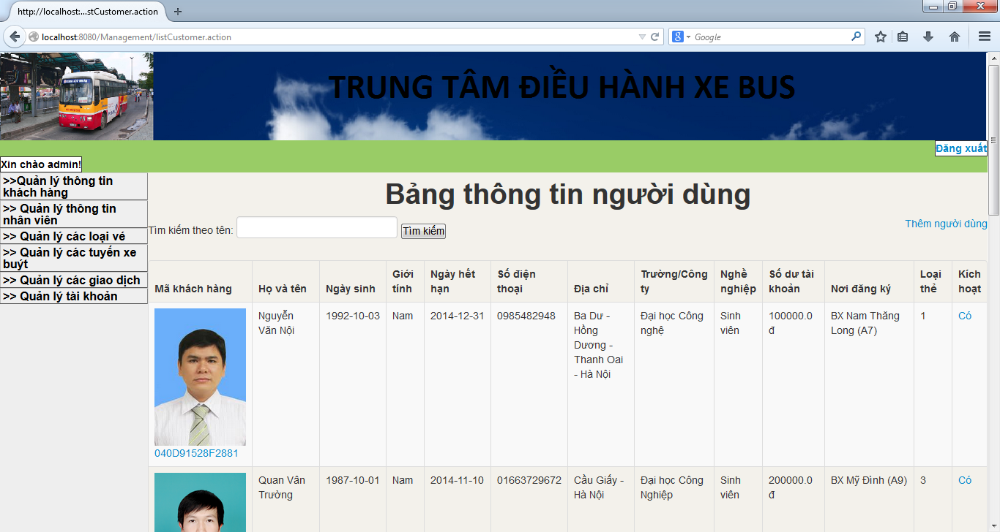 http://localhost:...stCustomer.action
localhost:8080/Management/listCustomer.action
Google
TRUNG TÂM ĐIỀU HÀNH XE BUS
Đăng xuất
Xin chào admin!
>>Quản lý thông tin
khách hàng
>> Quản lý thông tin
nhân viên
>> Quản lý các loại vé
>> Quản lý các tuyến xe
buýt
>> Quản lý các giao dịch
>> Quản lý tài khoản
Bảng thông tin người dùng
Thêm người dùng
Tìm kiếm theo tên: Tìm kiếm
Mã khách hàng
Họ và tên
Ngày sinh
Giới
tính
Ngày hết
hạn
Số điện
thoại
Địa chỉ
Trường/Công
ty
Nghề
nghiệp
Số dư tài
khoản
Nơi đăng ký
Loại
thẻ
Kích
hoạt
040D91528F2881
Nguyễn
Văn Nội
1992-10-03
Nam
2014-12-31
0985482948
Ba Dư -
Hồng
Dương -
Thanh Oai
- Hà Nội
Đại học Công
nghệ
Sinh
viên
100000.0
đ
BX Nam Thăng
Long (A7)
1
Có
Quan Vân
Trường
1987-10-01
Nam
2014-11-10
01663729672
Cầu Giấy -
Hà Nội
Đại học Công
Nghiệp
Sinh
viên
200000.0
đ
BX Mỹ Đình (A9)
3
Có